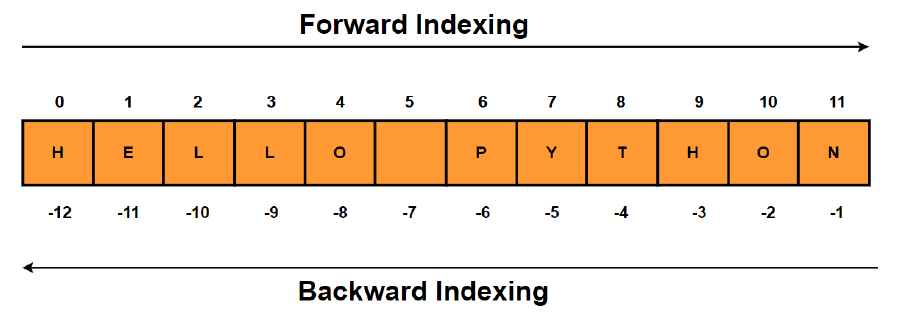 Forward Indexing
0 1 2 3 4 5 6 7 8 9 10 11
H E L L O P Y T H O N
-12 -11 -10 -9 -8 -7 -6 -5 -4 -3 -2 -1
Backward Indexing